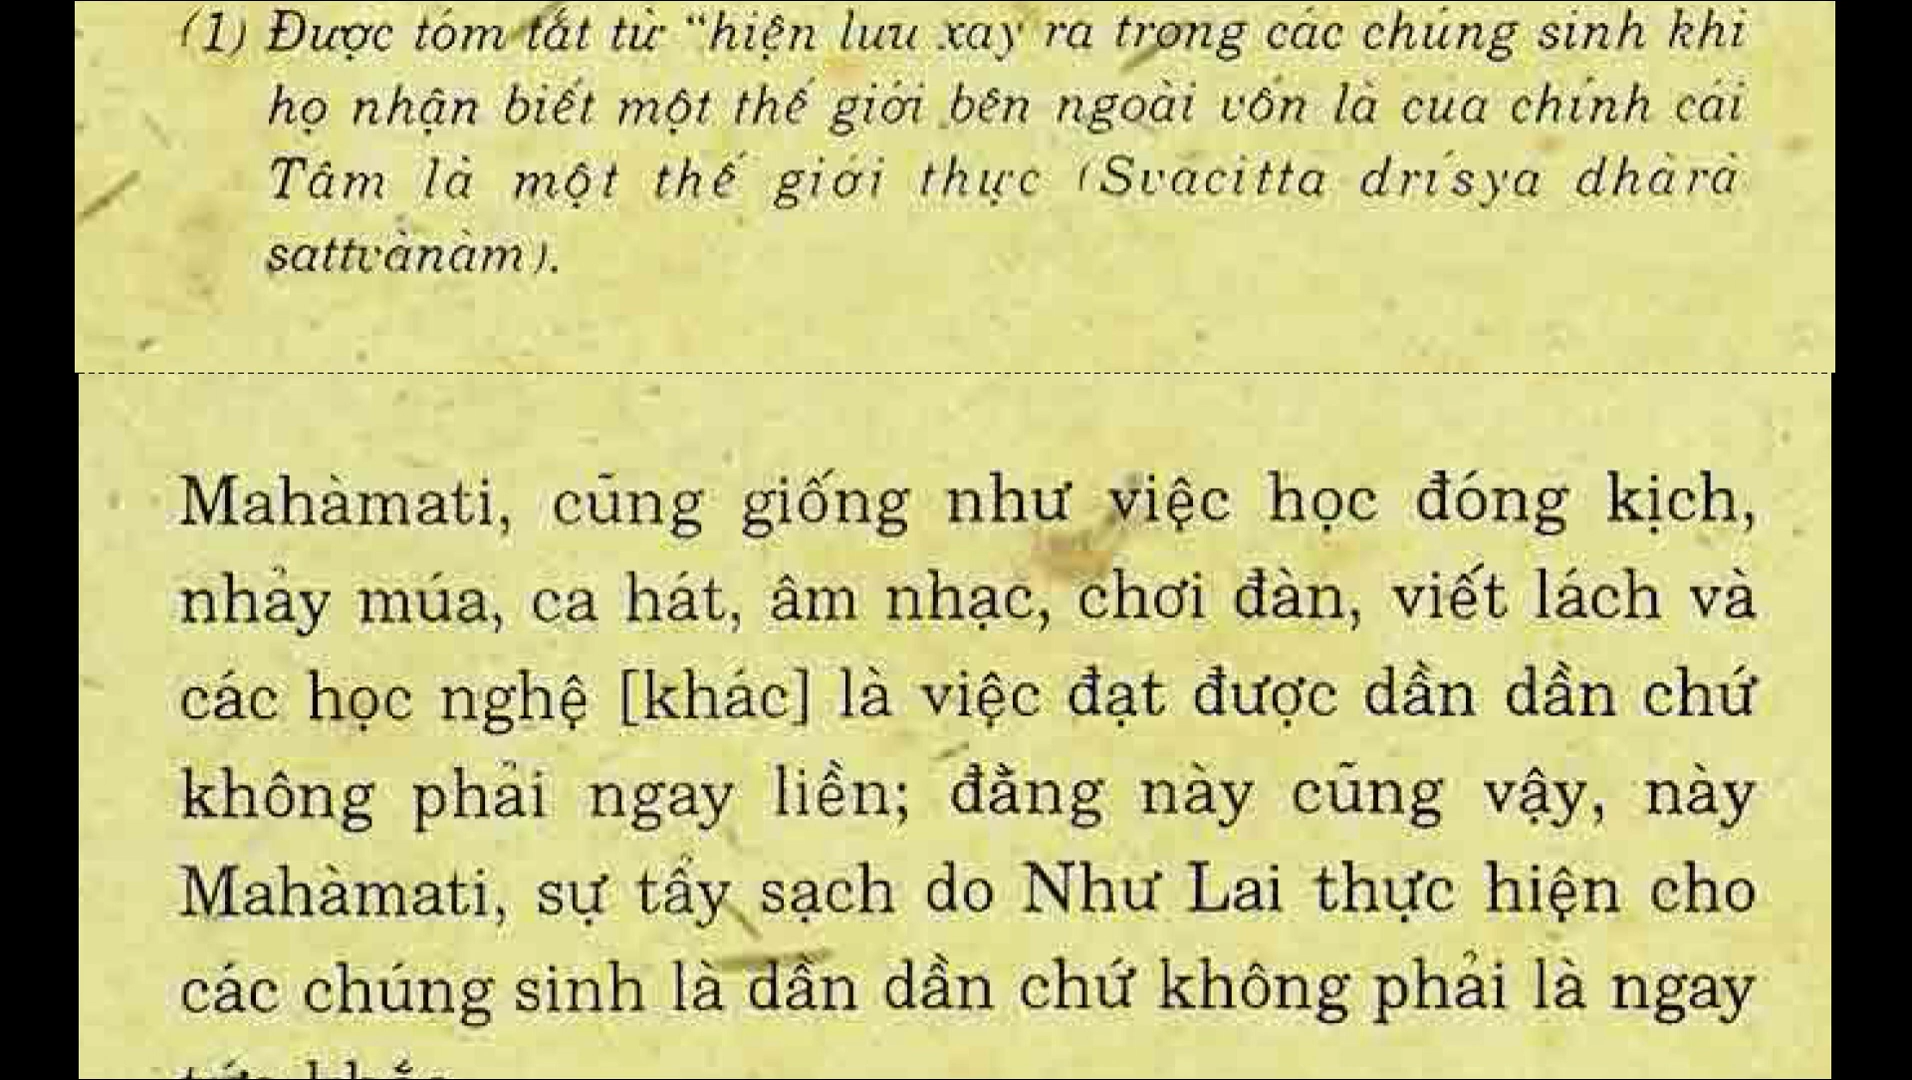 (1) Được tóm tắt từ “hiện lưu xảy ra trong các chúng sinh khi
họ nhận biết một thế giới bên ngoài vốn là của chính cái
Tâm là một thế giới thực (Svacitta drísya dhàrà
sattvànàm).
Mahàmati, cũng giống như việc học đóng kịch,
nhảy múa, ca hát, âm nhạc, chơi đàn, viết lách và
các học nghệ [khác] là việc đạt được dần dần chứ
không phải ngay liền; đằng này cũng vậy, này
Mahàmati, sự tẩy sạch do Như Lai thực hiện cho
các chúng sinh là dần dần chứ không phải là ngay